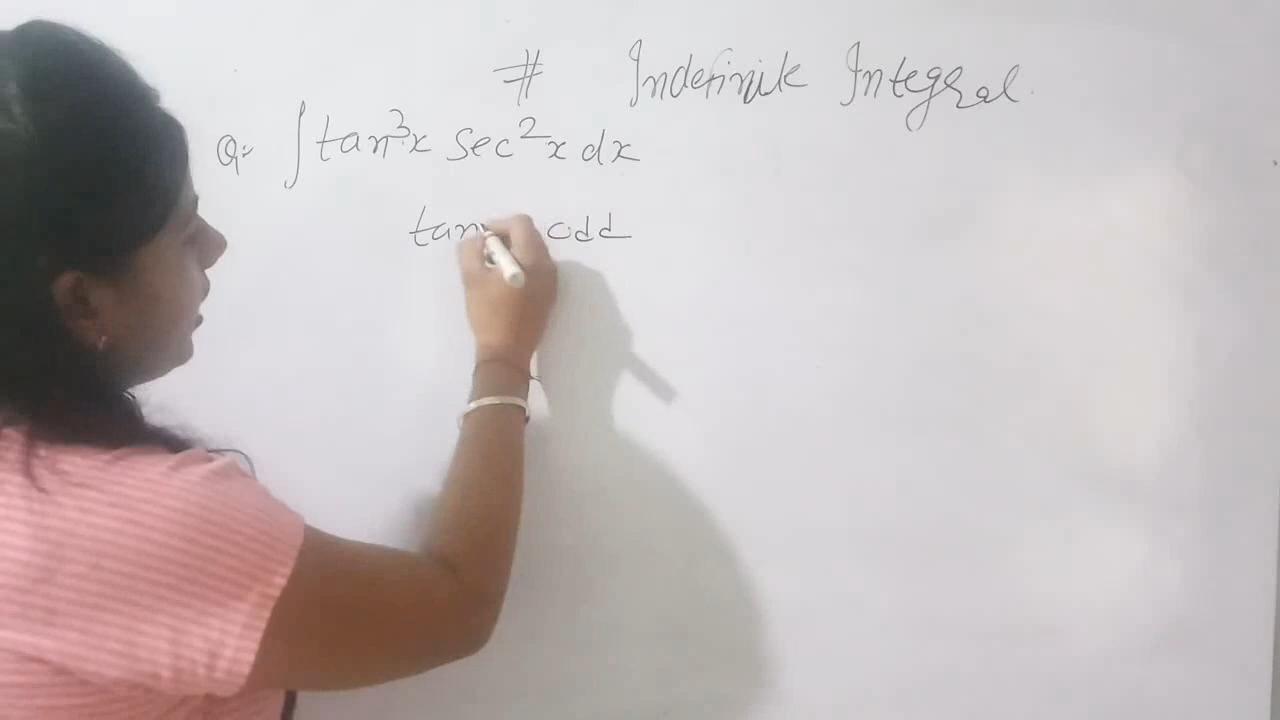 # Indefinite Integral
Q:- ∫ tan³x sec²x dx
tan odd